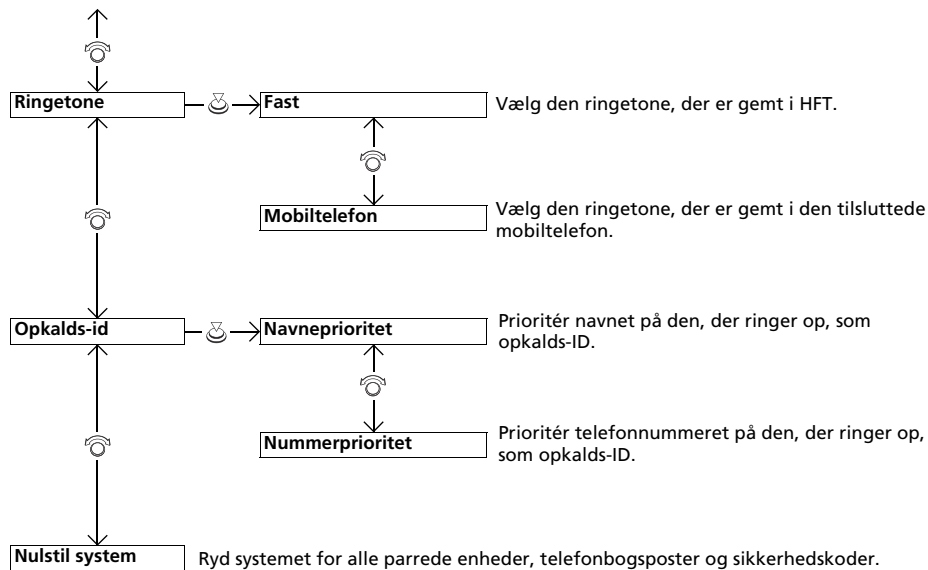 Ringetone
Fast
Vælg den ringetone, der er gemt i HFT.
Mobiltelefon
Vælg den ringetone, der er gemt i den tilsluttede
mobiltelefon.
Opkalds-id
Navneprioritet
Prioritér navnet på den, der ringer op, som
opkalds-ID.
Nummerprioritet
Prioritér telefonnummeret på den, der ringer op,
som opkalds-ID.
Nulstil system
Ryd systemet for alle parrede enheder, telefonbogsposter og sikkerhedskoder.